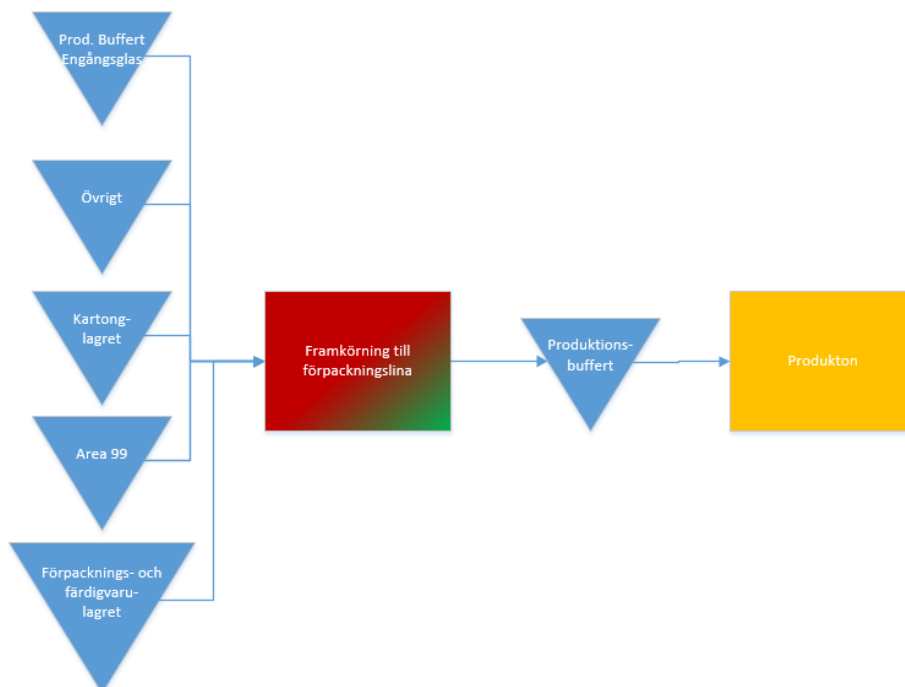 Prod. Buffert
Engångsglas
Övrigt
Kartong-
lagret
Area 99
Förpacknings- och
färdigvaru-
lagret
Framkörning till
förpackningslina
Produktions-
buffert
Produkton